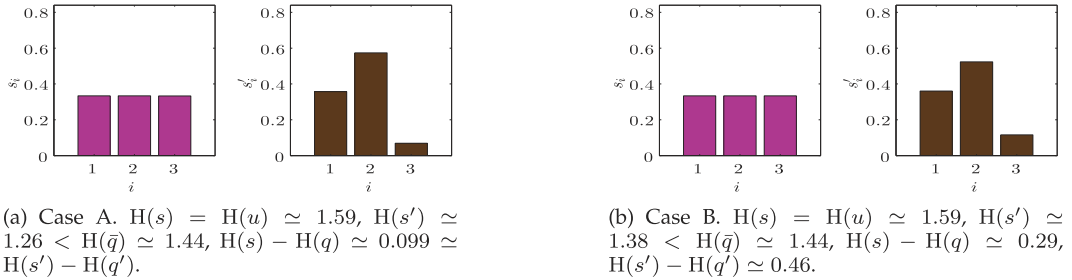 0.8
0.6
0.4
0.2
0
s_i
1 2 3
i
0.8
0.6
0.4
0.2
0
s′_i
1 2 3
i
(a) Case A. H(s) = H(u) ≃ 1.59, H(s′) ≃
1.26 < H(q̄) ≃ 1.44, H(s) − H(q) ≃ 0.099 ≃
H(s′) − H(q′).
0.8
0.6
0.4
0.2
0
s_i
1 2 3
i
0.8
0.6
0.4
0.2
0
s′_i
1 2 3
i
(b) Case B. H(s) = H(u) ≃ 1.59, H(s′) ≃
1.38 < H(q̄) ≃ 1.44, H(s) − H(q) ≃ 0.29,
H(s′) − H(q′) ≃ 0.46.